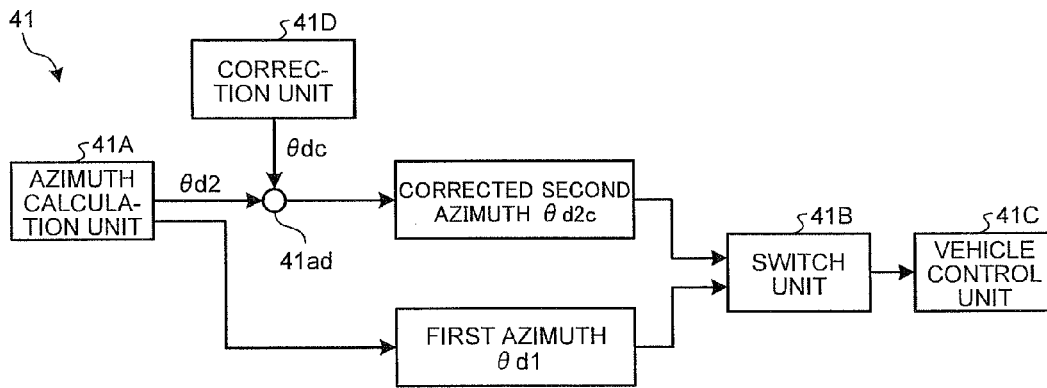 41
41D
CORREC-
TION UNIT
θdc
41A
AZIMUTH
CALCULA-
TION UNIT
θd2
41ad
CORRECTED SECOND
AZIMUTH θd2c
FIRST AZIMUTH
θd1
41B
SWITCH
UNIT
41C
VEHICLE
CONTROL
UNIT